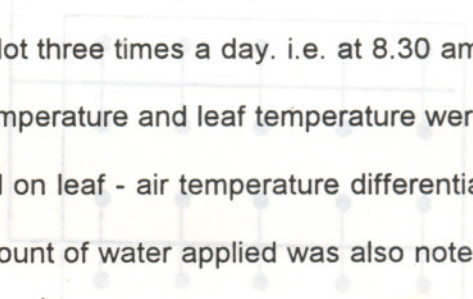 lot three times a day. i.e. at 8.30 am
mperature and leaf temperature wer
on leaf - air temperature differentia
ount of water applied was also note